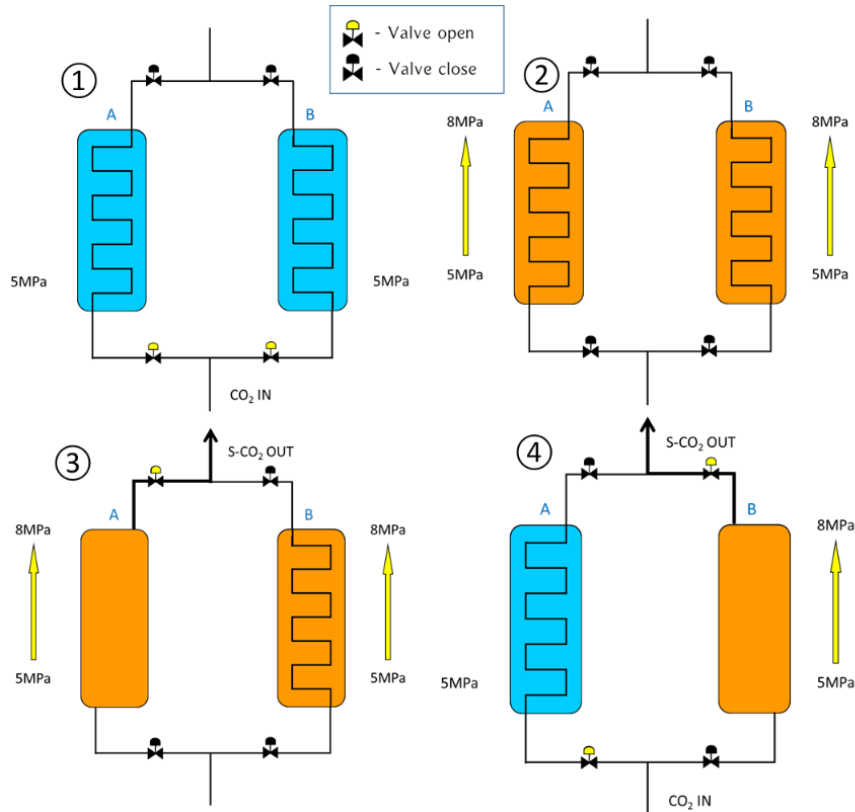 - Valve open
- Valve close
1
A
B
5MPa
5MPa
CO₂ IN
2
A
B
8MPa
8MPa
5MPa
5MPa
3
S-CO₂ OUT
A
B
8MPa
8MPa
5MPa
5MPa
4
S-CO₂ OUT
A
B
8MPa
5MPa
5MPa
CO₂ IN